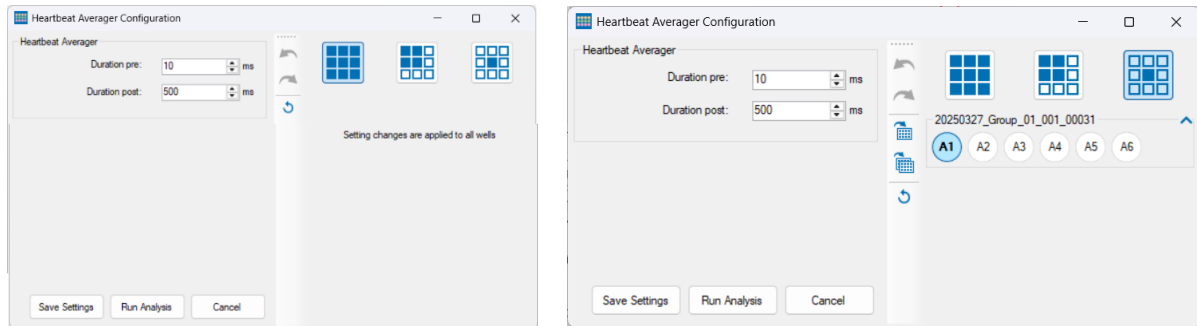 Heartbeat Averager Configuration
Heartbeat Averager
Duration pre: 10 ms
Duration post: 500 ms
Setting changes are applied to all wells
Save Settings Run Analysis Cancel
Heartbeat Averager Configuration
Heartbeat Averager
Duration pre: 10 ms
Duration post: 500 ms
20250327_Group_01_001_00031
A1 A2 A3 A4 A5 A6
Save Settings Run Analysis Cancel